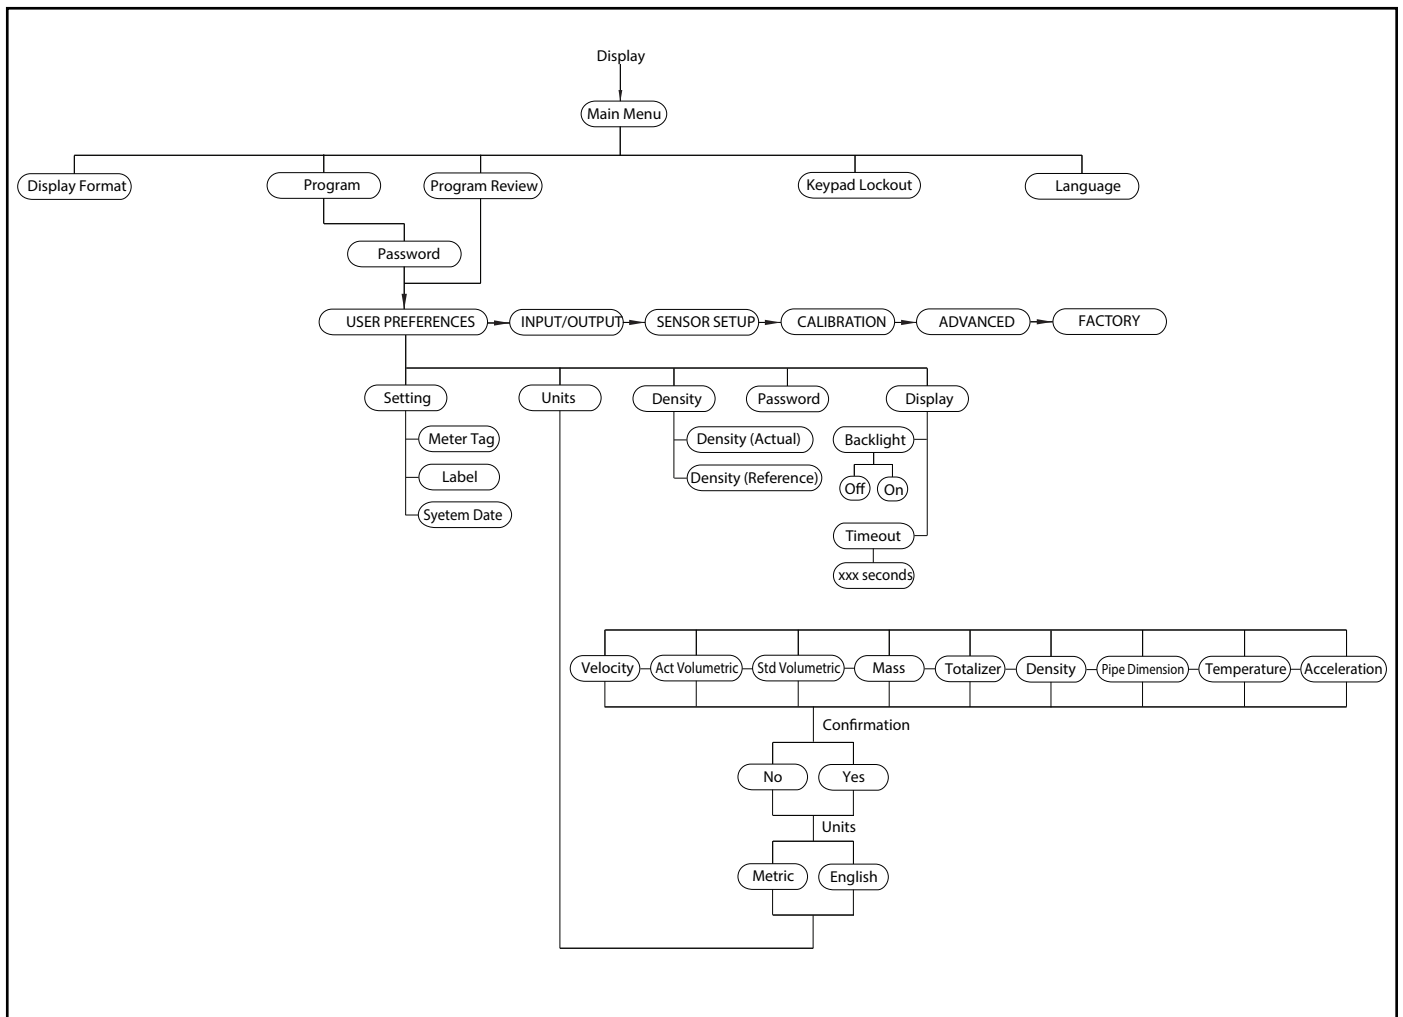 Display
Main Menu
Display Format
Program
Program Review
Keypad Lockout
Language
Password
USER PREFERENCES
INPUT/OUTPUT
SENSOR SETUP
CALIBRATION
ADVANCED
FACTORY
Setting
Units
Density
Password
Display
Meter Tag
Density (Actual)
Backlight
Label
Density (Reference)
Off
On
Syetem Date
Timeout
xxx seconds
Velocity
Act Volumetric
Std Volumetric
Mass
Totalizer
Density
Pipe Dimension
Temperature
Acceleration
Confirmation
No
Yes
Units
Metric
English